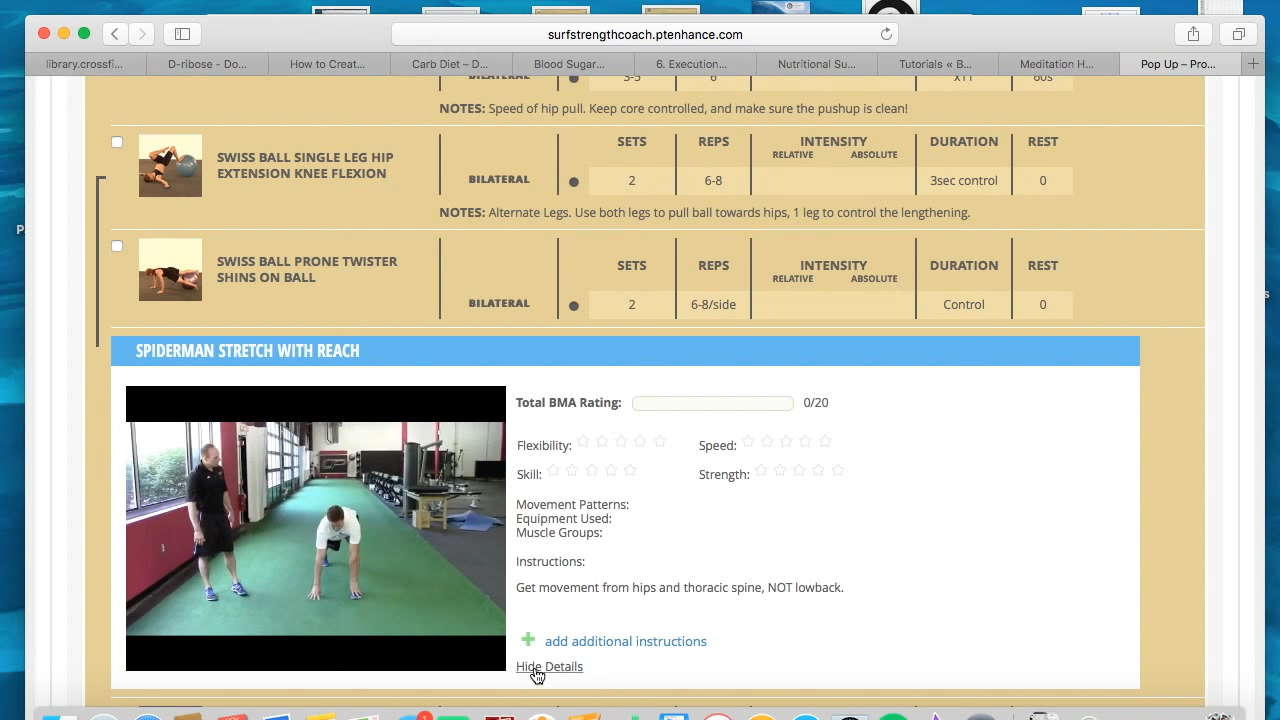 surfstrengthcoach.ptenhance.com
library.crossfi...
D-ribose - Do...
How to Creat...
Carb Diet – D...
Blood Sugar...
6. Execution...
Nutritional Su...
Tutorials « B...
Meditation H...
Pop Up – Pro...
BILATERAL 3-5 6 x11 60s
NOTES: Speed of hip pull. Keep core controlled, and make sure the pushup is clean!
SWISS BALL SINGLE LEG HIP
EXTENSION KNEE FLEXION
SETS REPS INTENSITY DURATION REST
RELATIVE ABSOLUTE
BILATERAL 2 6-8 3sec control 0
NOTES: Alternate Legs. Use both legs to pull ball towards hips, 1 leg to control the lengthening.
SWISS BALL PRONE TWISTER
SHINS ON BALL
SETS REPS INTENSITY DURATION REST
RELATIVE ABSOLUTE
BILATERAL 2 6-8/side Control 0
SPIDERMAN STRETCH WITH REACH
Total BMA Rating: 0/20
Flexibility: Speed:
Skill: Strength:
Movement Patterns:
Equipment Used:
Muscle Groups:
Instructions:
Get movement from hips and thoracic spine, NOT lowback.
add additional instructions
Hide Details